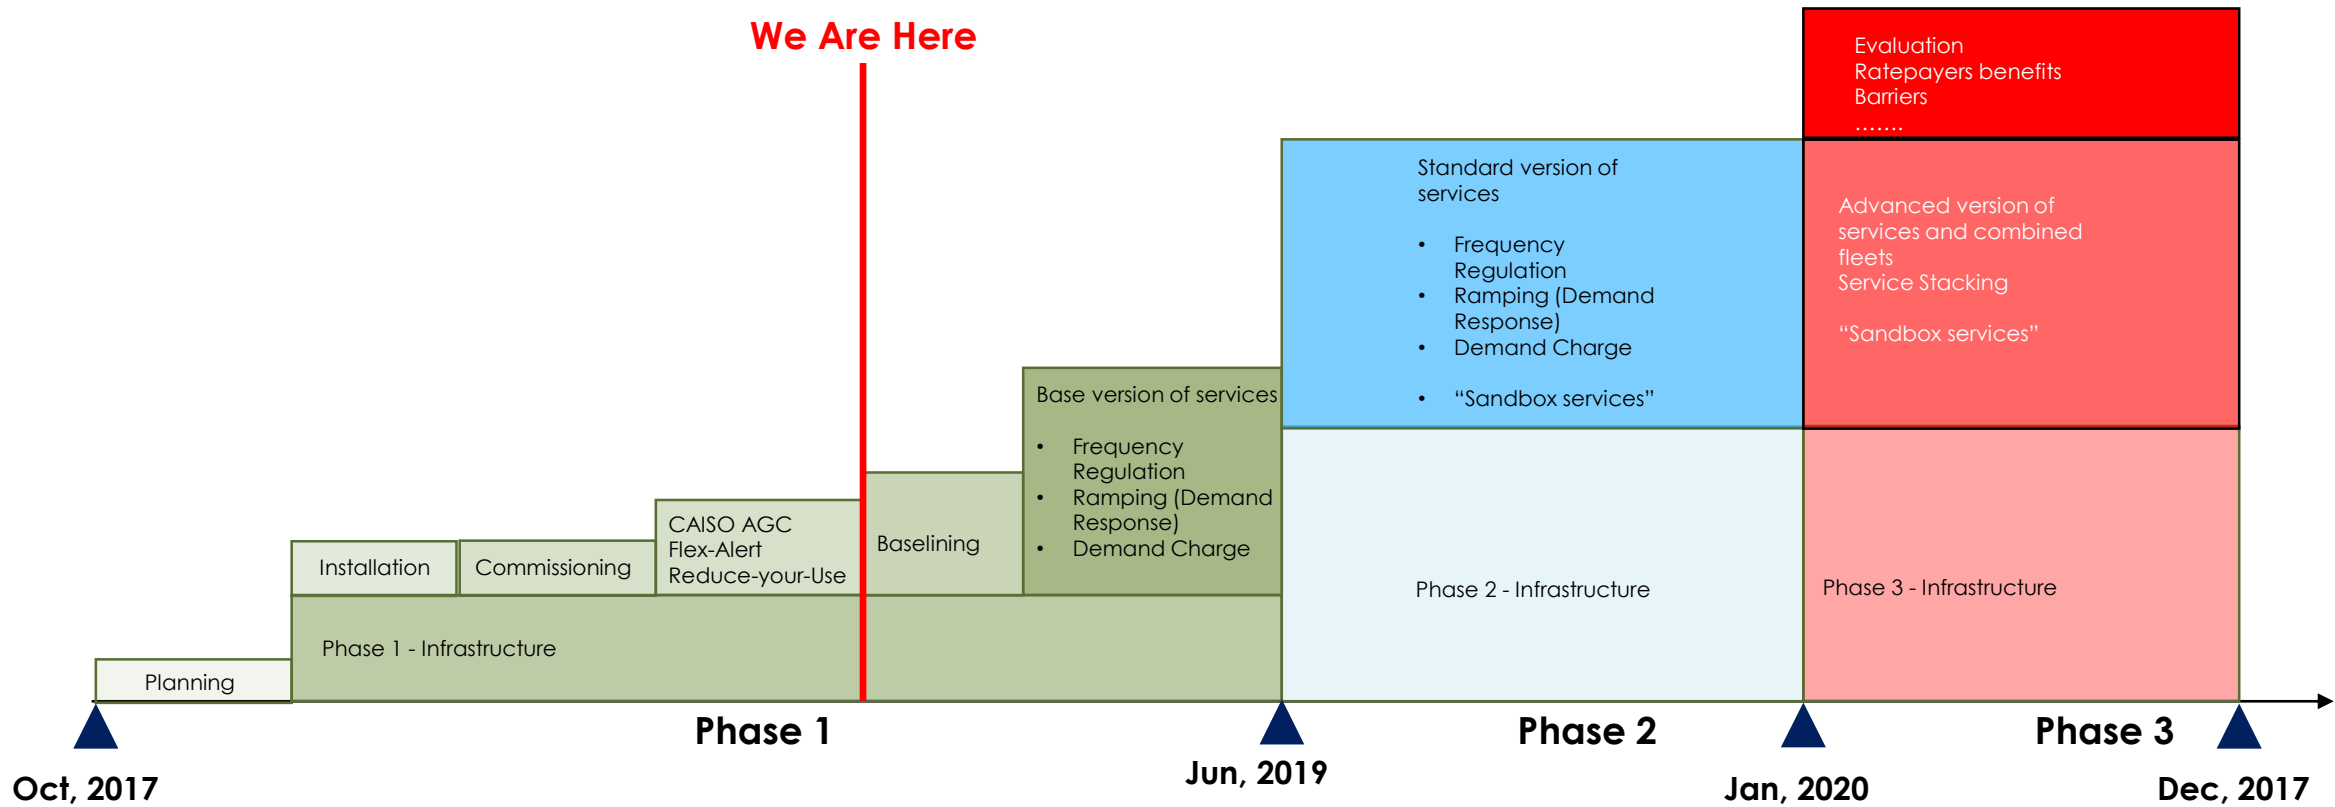 We Are Here
Evaluation
Ratepayers benefits
Barriers
.......
Standard version of
services
• Frequency
Regulation
• Ramping (Demand
Response)
• Demand Charge
• “Sandbox services”
Advanced version of
services and combined
fleets
Service Stacking
“Sandbox services”
Base version of services
• Frequency
Regulation
• Ramping (Demand
Response)
• Demand Charge
CAISO AGC
Flex-Alert
Reduce-your-Use
Baselining
Installation
Commissioning
Phase 2 - Infrastructure
Phase 3 - Infrastructure
Phase 1 - Infrastructure
Planning
Phase 1
Phase 2
Phase 3
Oct, 2017
Jun, 2019
Jan, 2020
Dec, 2017